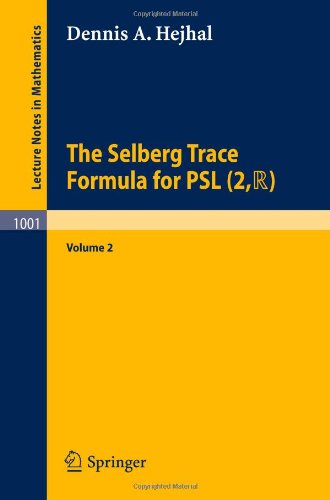 Dennis A. Hejhal
Lecture Notes in Mathematics
The Selberg Trace
Formula for PSL (2,ℝ)
1001
Volume 2
Springer